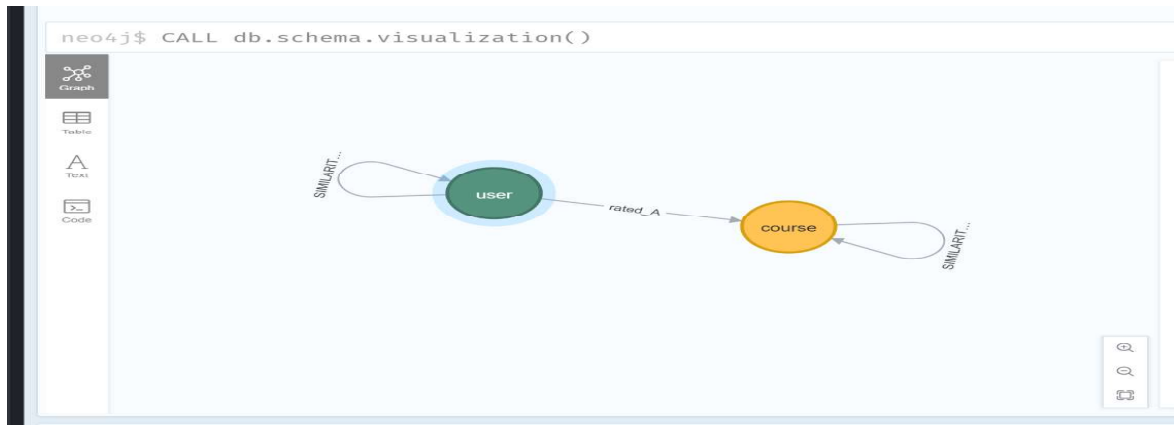 neo4j$ CALL db.schema.visualization()
Graph
Table
Text
Code
SIMILARIT...
user
rated_A
course
SIMILARIT...